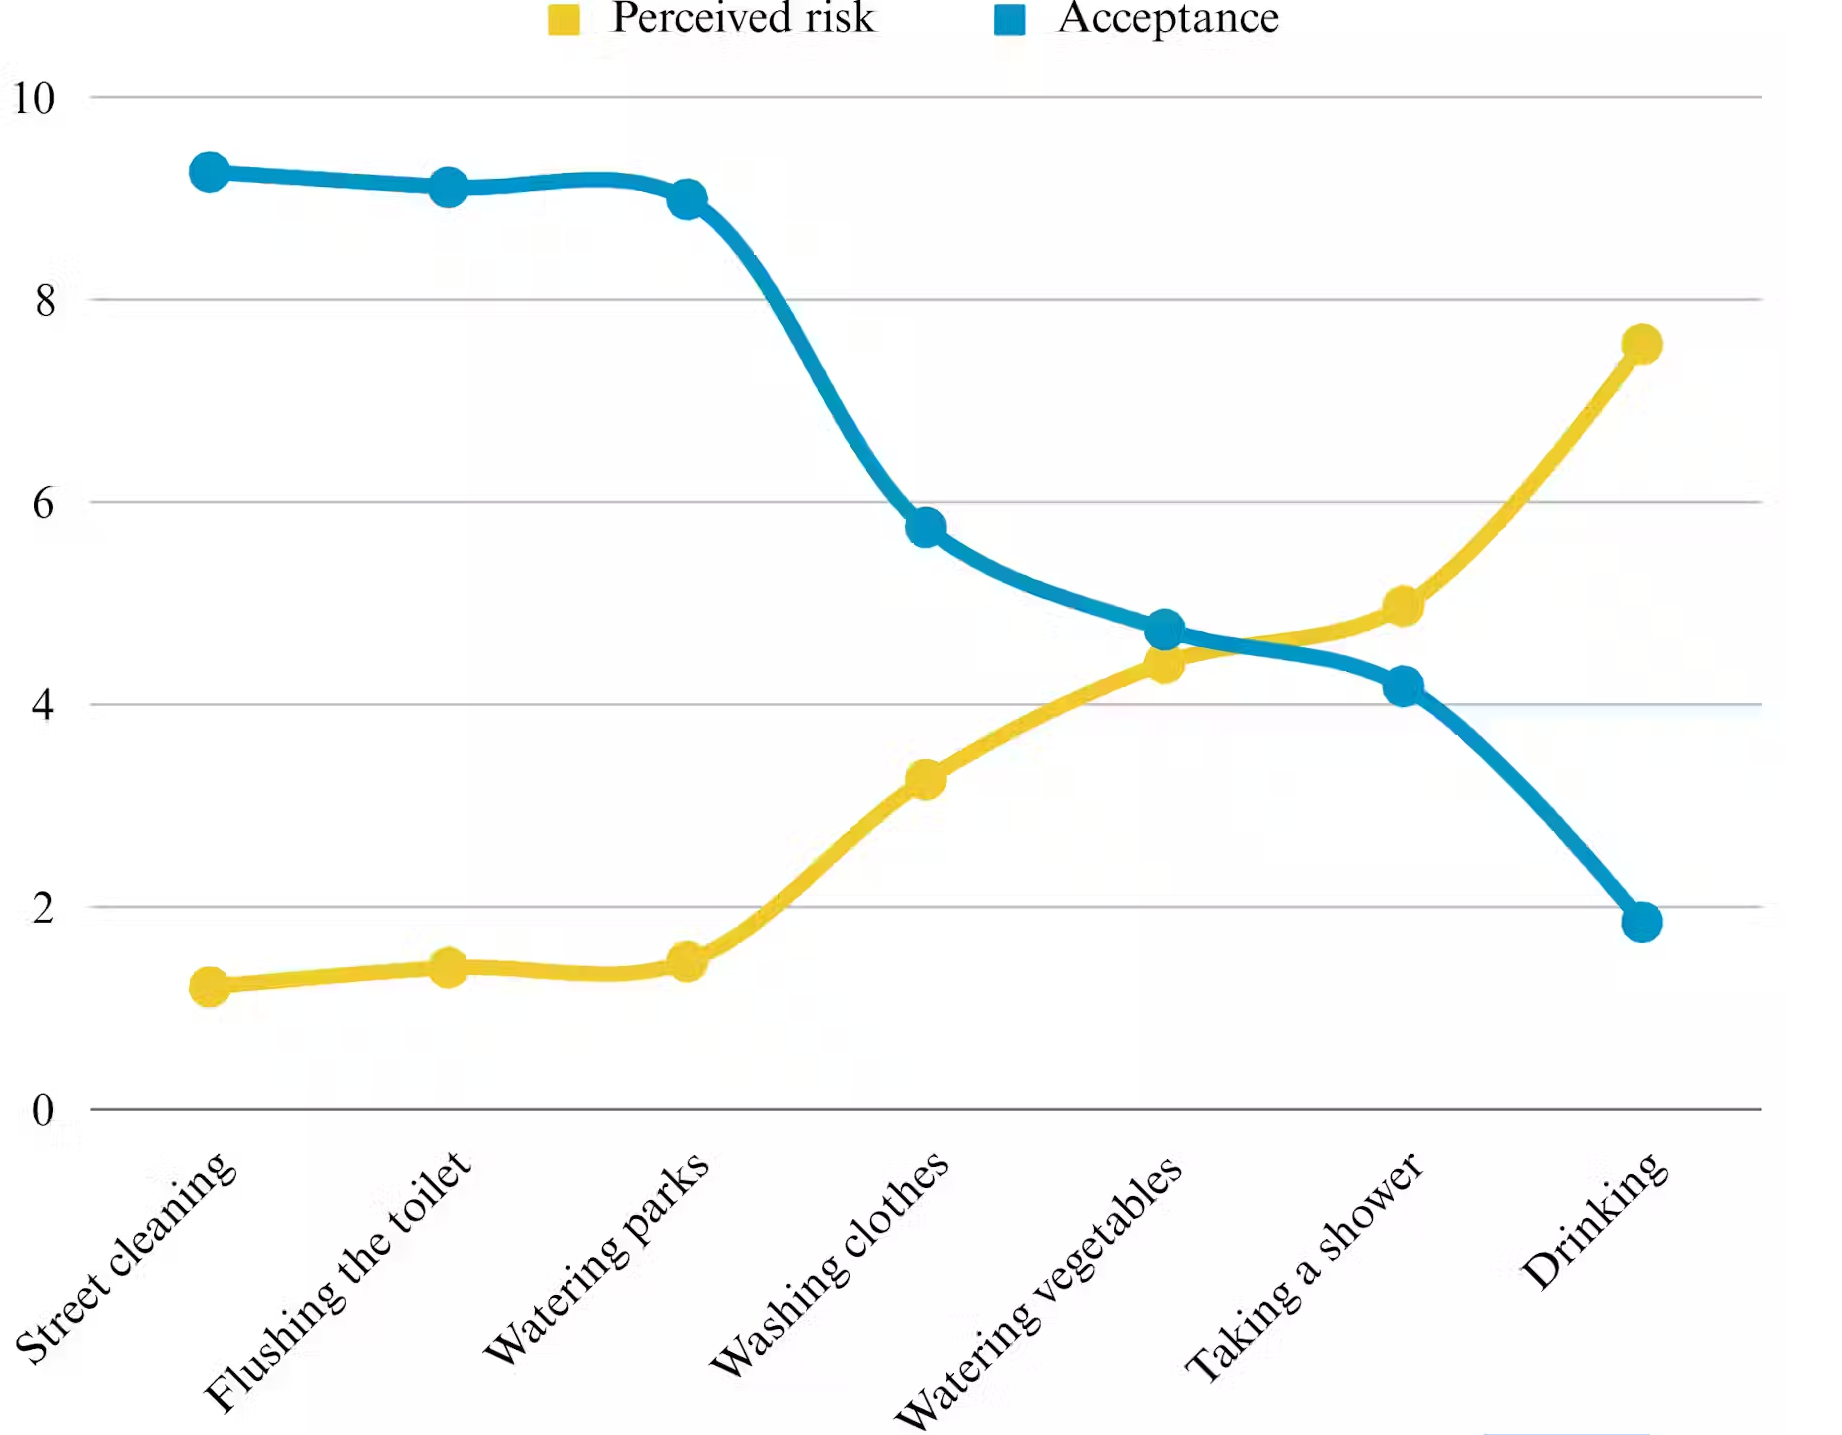 Perceived risk
Acceptance
10
8
6
4
2
0
Street cleaning
Flushing the toilet
Watering parks
Washing clothes
Watering vegetables
Taking a shower
Drinking